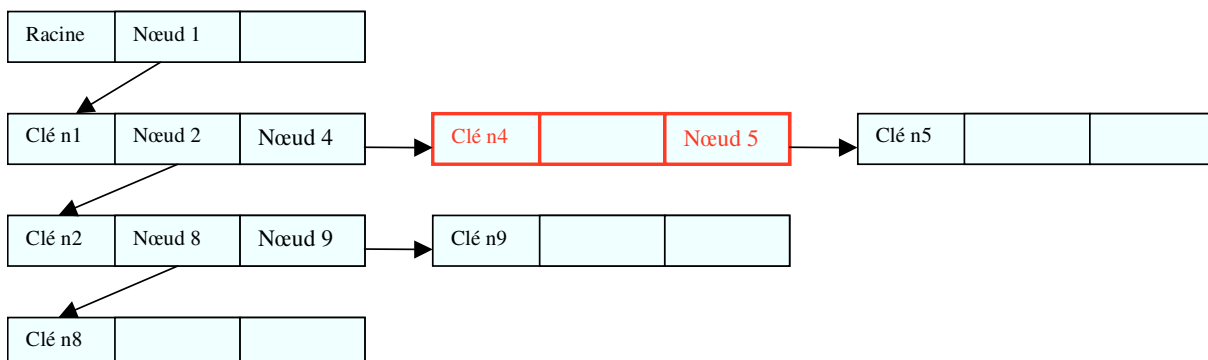 Racine Nœud 1
Clé n1 Nœud 2 Nœud 4 Clé n4 Nœud 5 Clé n5
Clé n2 Nœud 8 Nœud 9 Clé n9
Clé n8